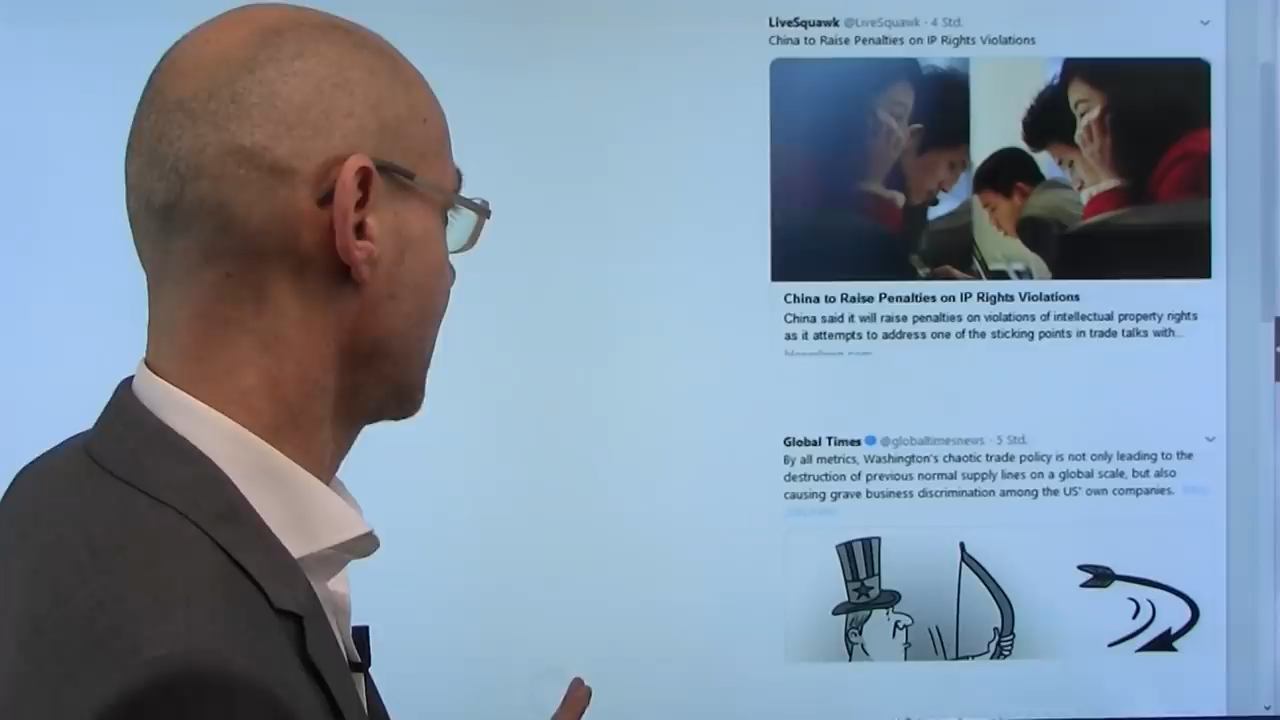 LiveSquawk @LiveSquawk · 4 Std.
China to Raise Penalties on IP Rights Violations
China to Raise Penalties on IP Rights Violations
China said it will raise penalties on violations of intellectual property rights
as it attempts to address one of the sticking points in trade talks with...
Global Times @globaltimesnews · 5 Std.
By all metrics, Washington's chaotic trade policy is not only leading to the
destruction of previous normal supply lines on a global scale, but also
causing grave business discrimination among the US' own companies.